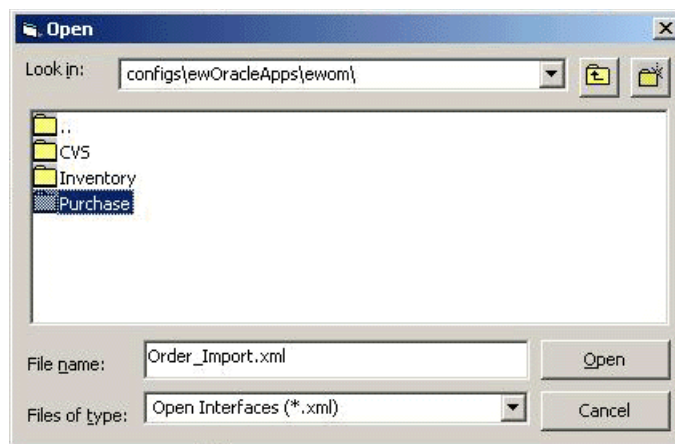 Open
Look in: configs\ewOracleApps\ewom\
..
CVS
Inventory
Purchase
File name: Order_Import.xml Open
Files of type: Open Interfaces (*.xml) Cancel